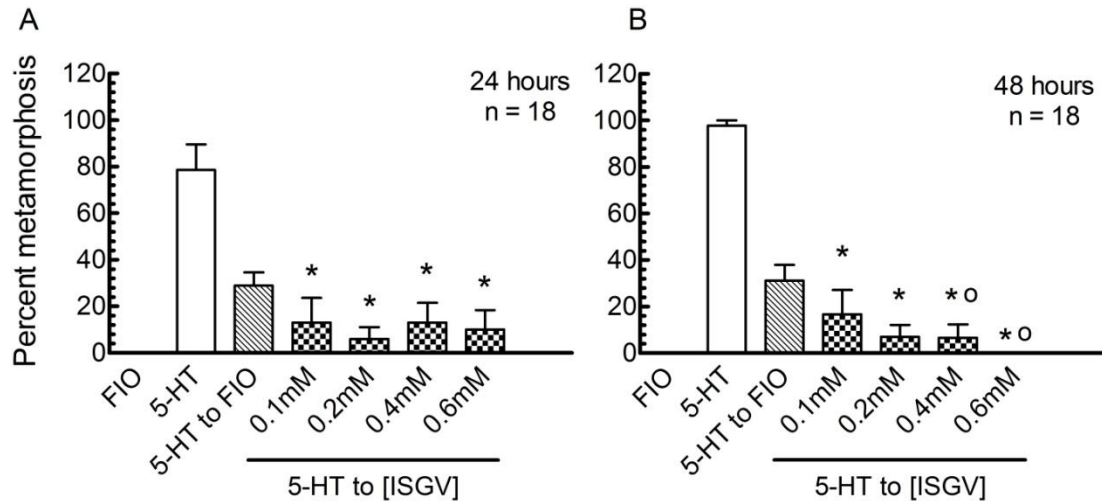 A
Percent metamorphosis
120
100
80
60
40
20
0
24 hours
n = 18
* * * *
FIO
5-HT
5-HT to FIO
0.1mM
0.2mM
0.4mM
0.6mM
5-HT to [ISGV]
B
120
100
80
60
40
20
0
48 hours
n = 18
* * * o * o
FIO
5-HT
5-HT to FIO
0.1mM
0.2mM
0.4mM
0.6mM
5-HT to [ISGV]